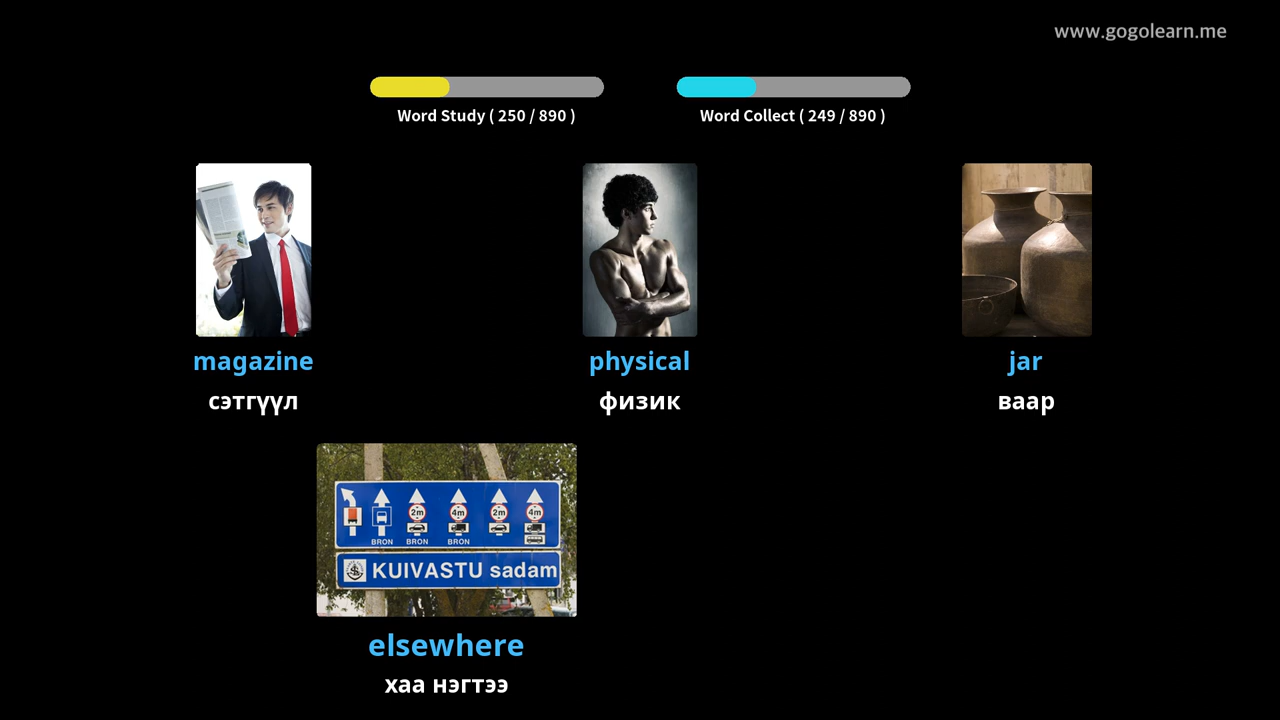 www.gogolearn.me
Word Study ( 250 / 890 )
Word Collect ( 249 / 890 )
magazine
physical
jar
сэтгүүл
физик
ваар
2m
4m
2m
4m
BRON
BRON
BRON
KUIVASTU sadam
elsewhere
хаа нэгтээ